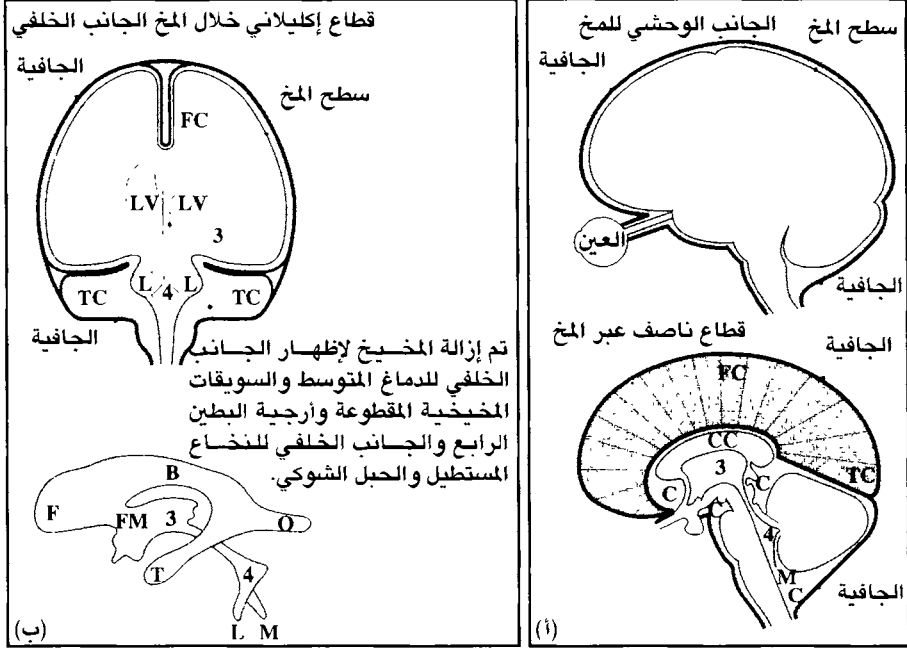 سطح المخ
الجانب الوحشي للمخ
الجافية
العين
الجافية
قطاع ناصف عبر المخ
الجافية
FC
CC
3
TC
C
C
C
4
M
C
الجافية
(أ)
قطاع إكليلاني خلال المخ الجانب الخلفي
الجافية
سطح المخ
FC
LV LV
3
L 4 L
TC TC
الجافية
تم إزالة المخيخ لإظهار الجانب
الخلفي للدماغ المتوسط والسويقات
المخيخية المقطوعة وأرجية البطين
الرابع والجانب الخلفي للنخاع
المستطيل والحبل الشوكي.
B
F
FM 3
O
T
4
L M
(ب)